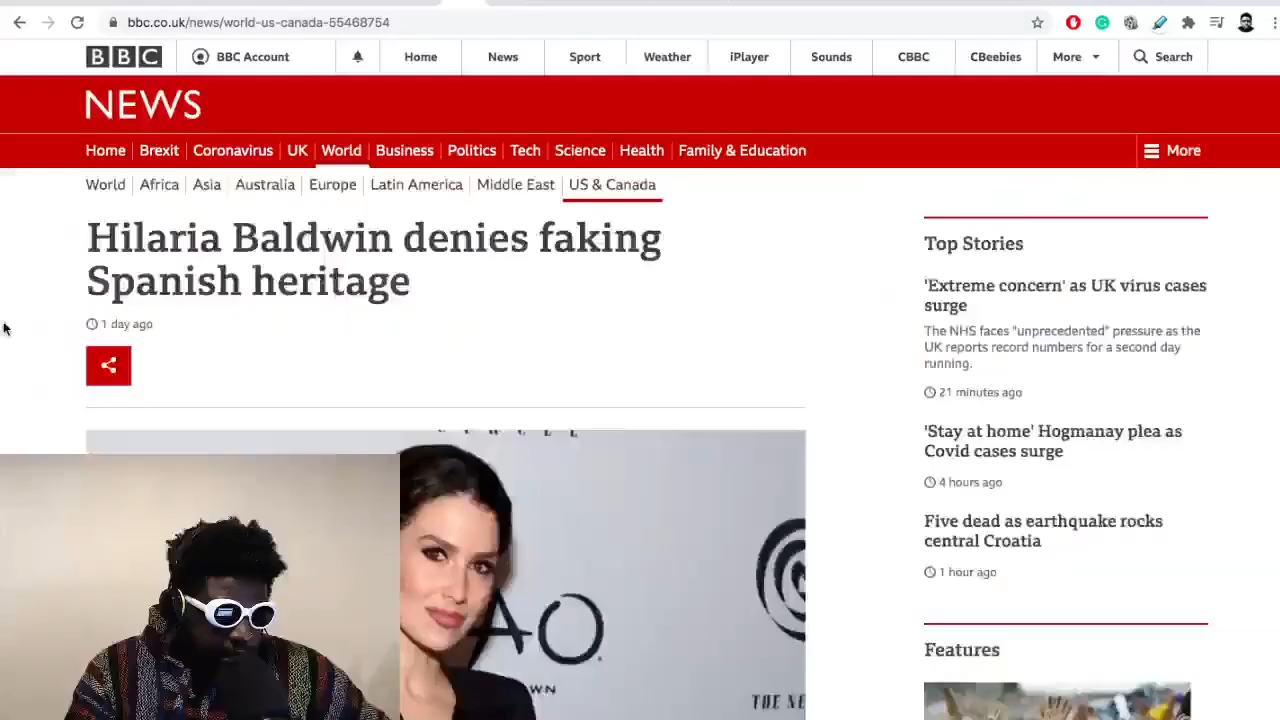 bbc.co.uk/news/world-us-canada-55468754
BBC BBC Account Home News Sport Weather iPlayer Sounds CBBC CBeebies More Search
NEWS
Home Brexit Coronavirus UK World Business Politics Tech Science Health Family & Education More
World Africa Asia Australia Europe Latin America Middle East US & Canada
Hilaria Baldwin denies faking
Spanish heritage
1 day ago
Top Stories
'Extreme concern' as UK virus cases
surge
The NHS faces "unprecedented" pressure as the
UK reports record numbers for a second day
running.
21 minutes ago
'Stay at home' Hogmanay plea as
Covid cases surge
4 hours ago
Five dead as earthquake rocks
central Croatia
1 hour ago
Features
AO
WN
THE NE